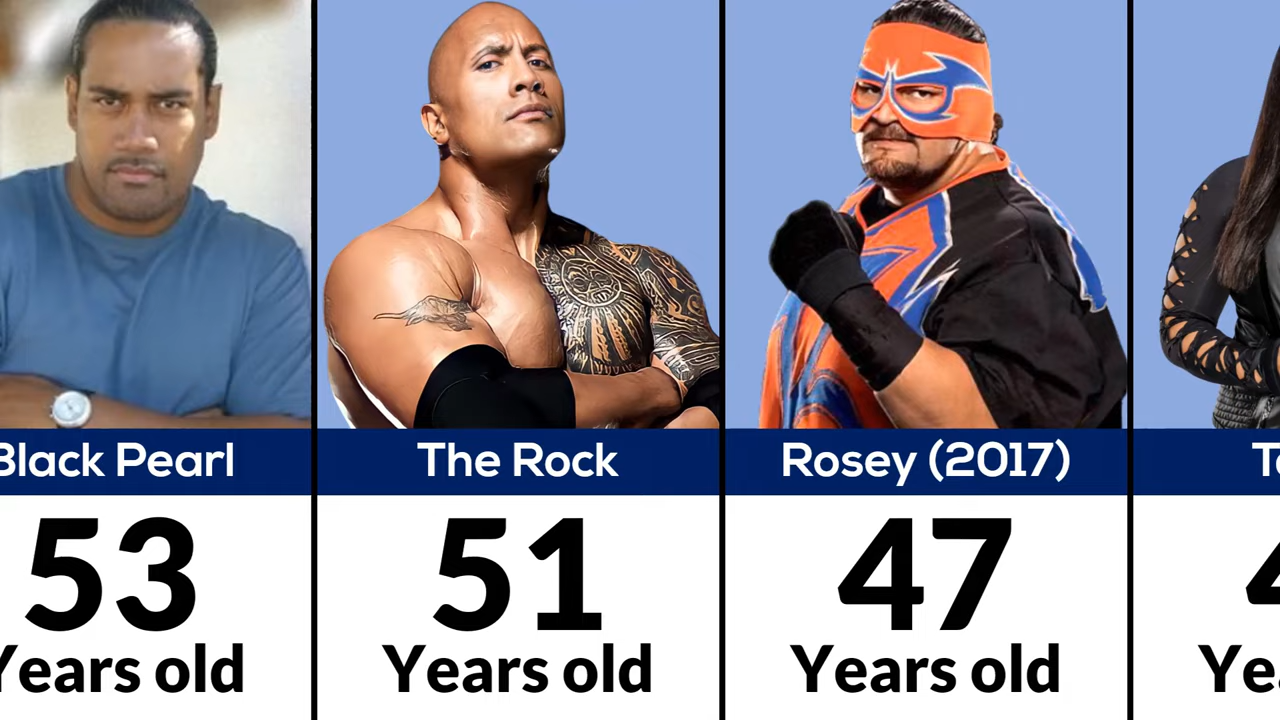 Black Pearl
The Rock
Rosey (2017)
53
51
47
Years old
Years old
Years old